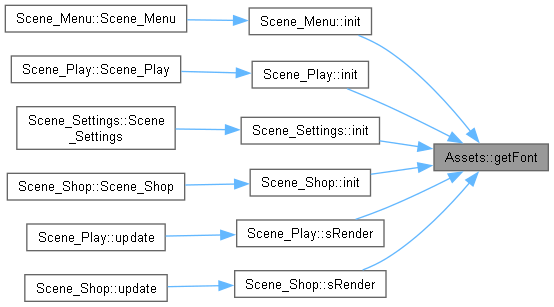 Scene_Menu::Scene_Menu
Scene_Menu::init
Scene_Play::Scene_Play
Scene_Play::init
Scene_Settings::Scene
_Settings
Scene_Settings::init
Assets::getFont
Scene_Shop::Scene_Shop
Scene_Shop::init
Scene_Play::update
Scene_Play::sRender
Scene_Shop::update
Scene_Shop::sRender